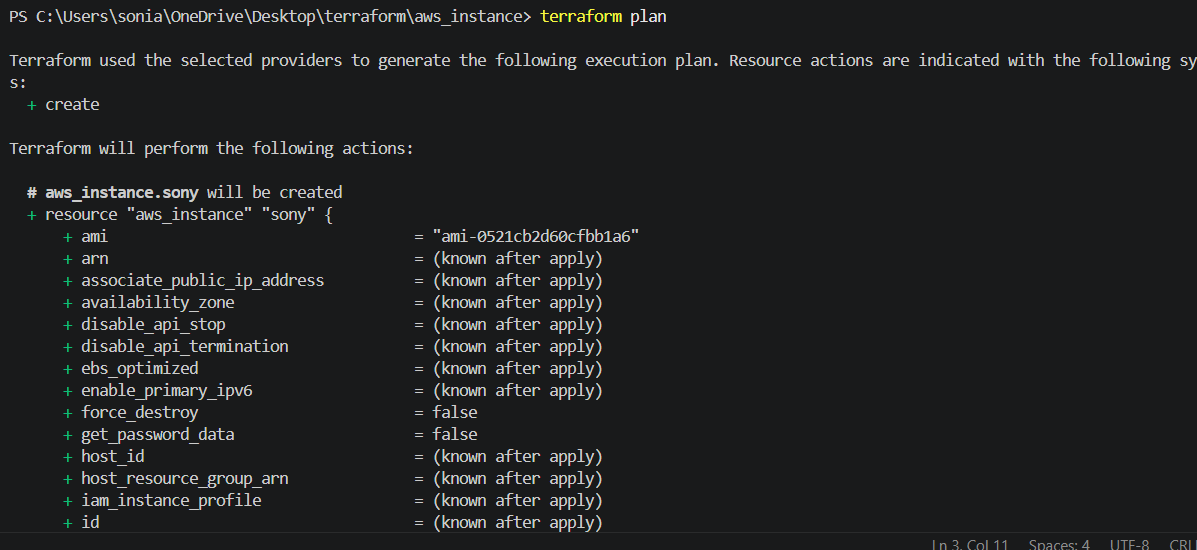 PS C:\Users\sonia\OneDrive\Desktop\terraform\aws_instance> terraform plan
Terraform used the selected providers to generate the following execution plan. Resource actions are indicated with the following sy
s:
+ create
Terraform will perform the following actions:
# aws_instance.sony will be created
+ resource "aws_instance" "sony" {
+ ami = "ami-0521cb2d60cfbb1a6"
+ arn = (known after apply)
+ associate_public_ip_address = (known after apply)
+ availability_zone = (known after apply)
+ disable_api_stop = (known after apply)
+ disable_api_termination = (known after apply)
+ ebs_optimized = (known after apply)
+ enable_primary_ipv6 = (known after apply)
+ force_destroy = false
+ get_password_data = false
+ host_id = (known after apply)
+ host_resource_group_arn = (known after apply)
+ iam_instance_profile = (known after apply)
+ id = (known after apply)
Ln 3, Col 11 Spaces: 4 UTF-8 CRL